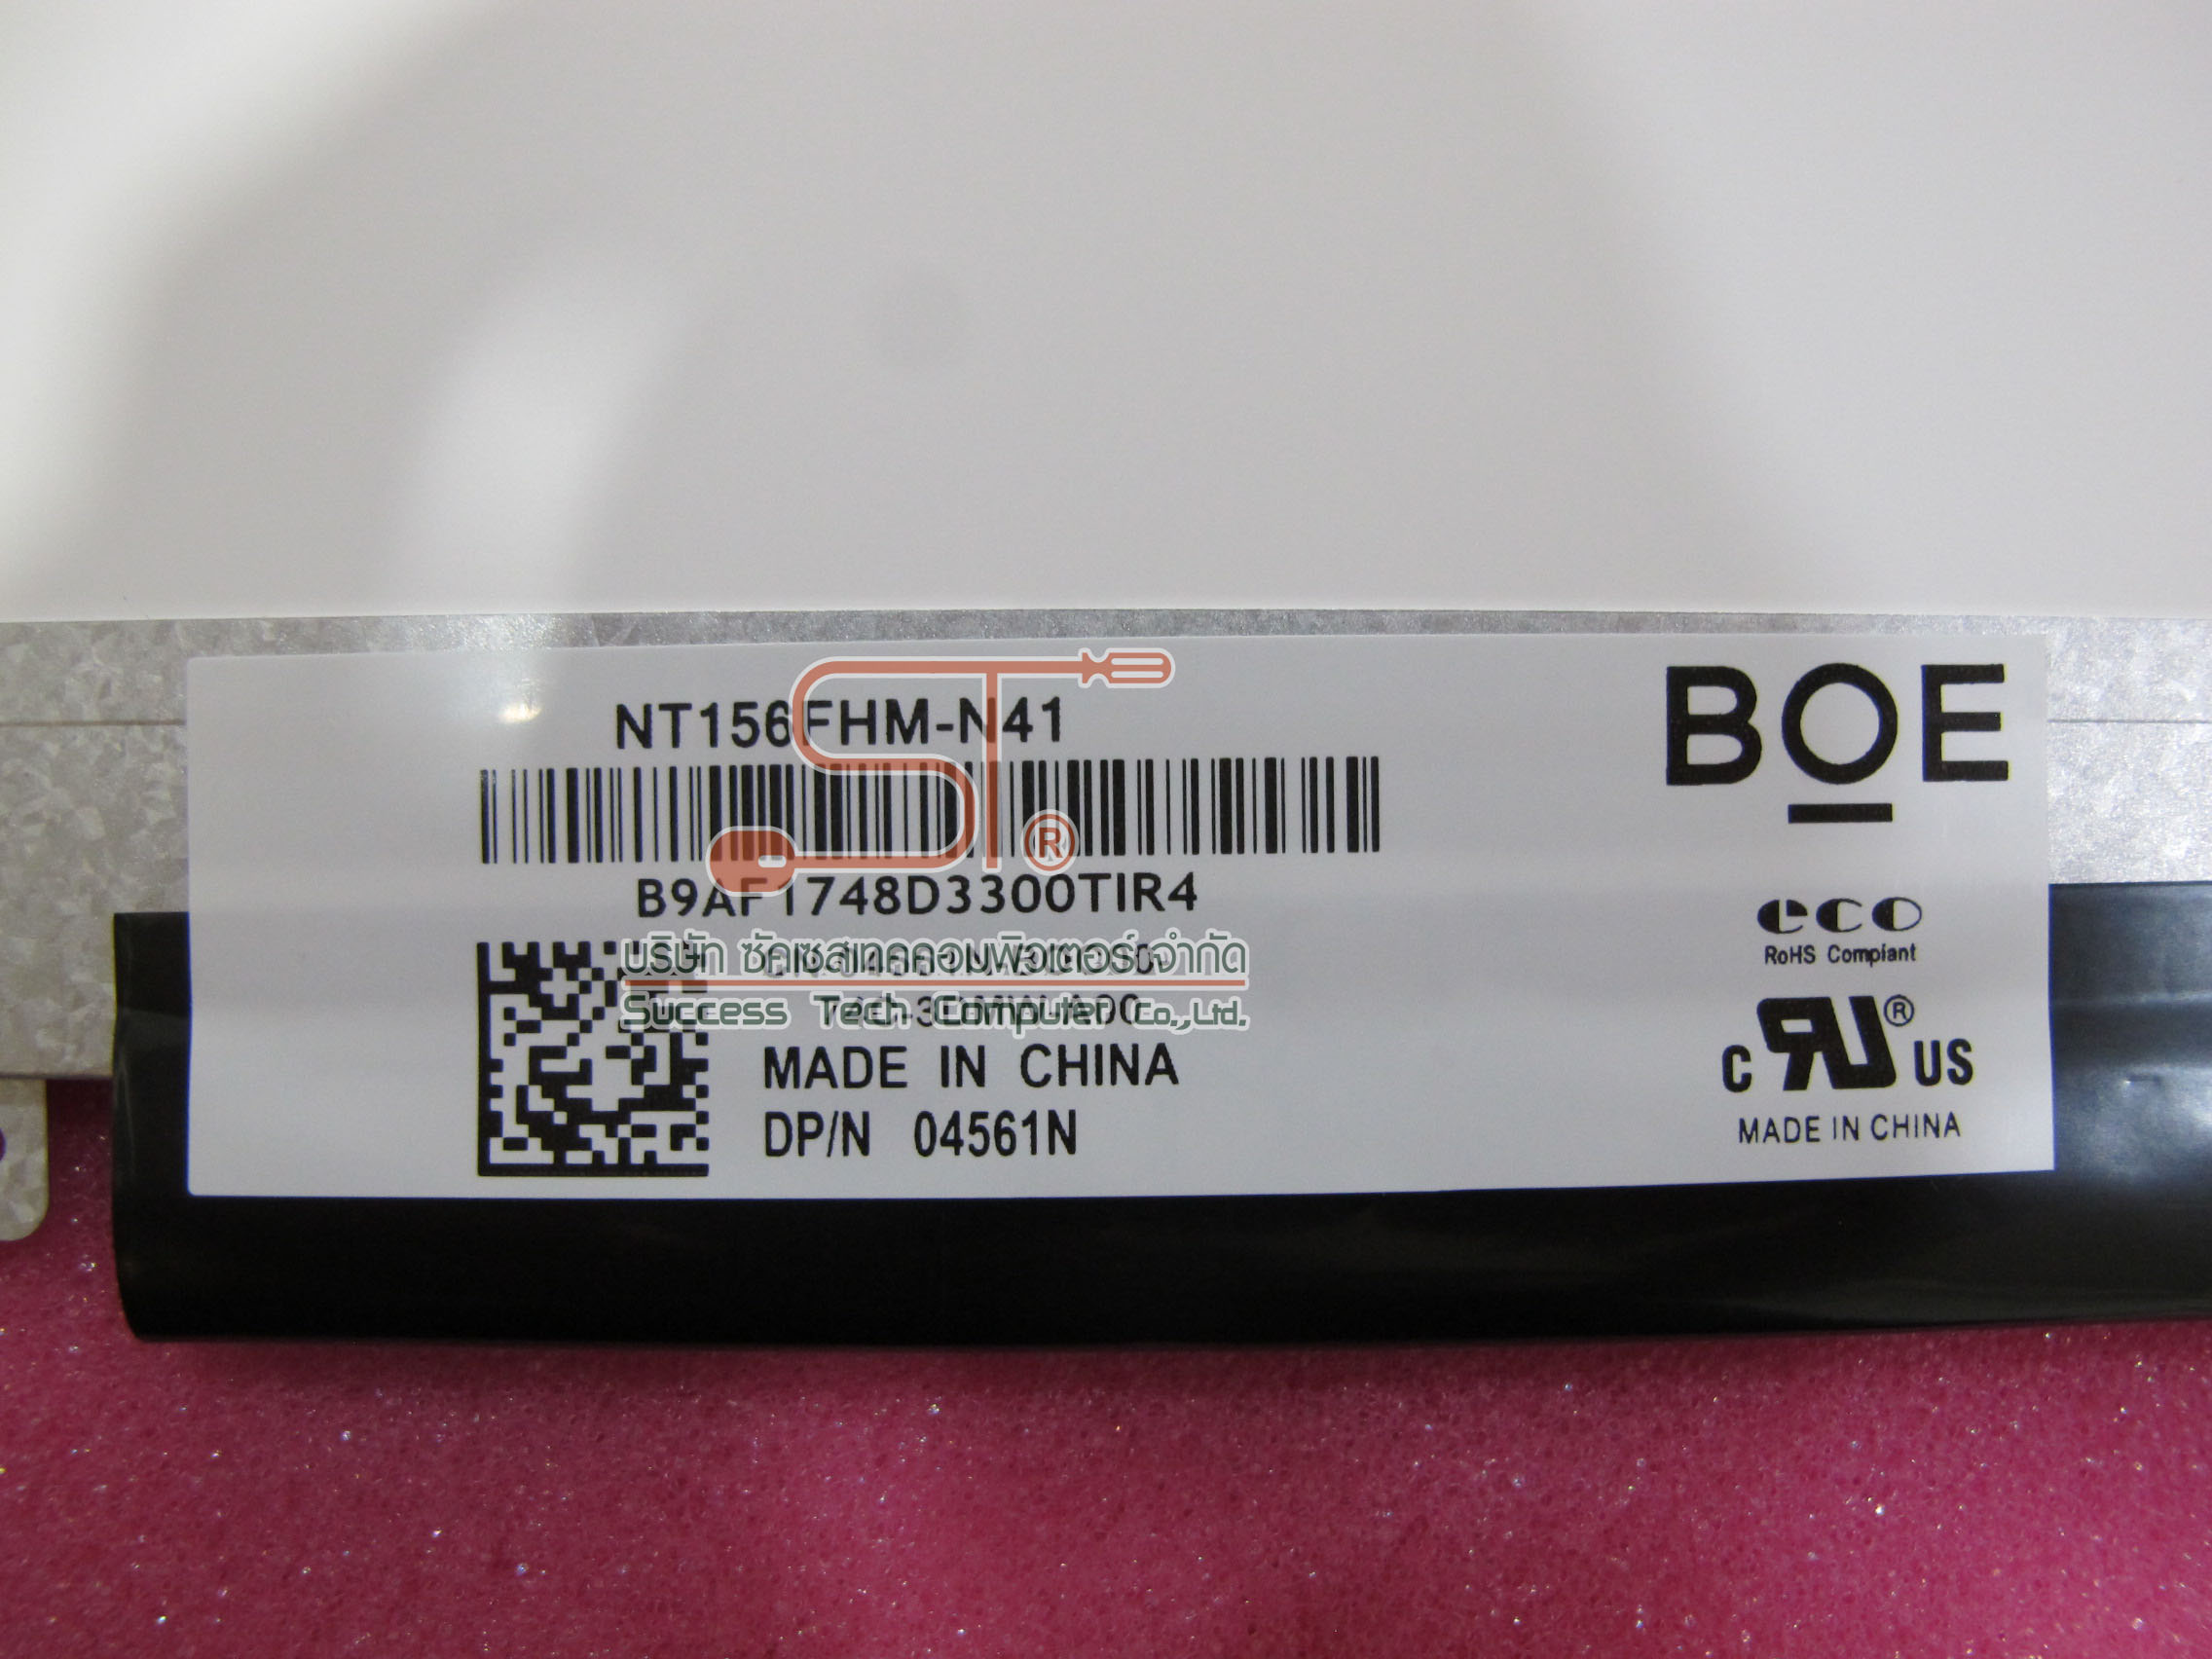 NT156FHM-N41
BOE
B9AF1748D3300TIR4
eco
RoHS Compiant
บริษัท ซัคเซสเทคคอมพิวเตอร์ จำกัด
Success Tech Computer Co.,Ltd.
MADE IN CHINA
DP/N 04561N
C RU® US
MADE IN CHINA
ST®